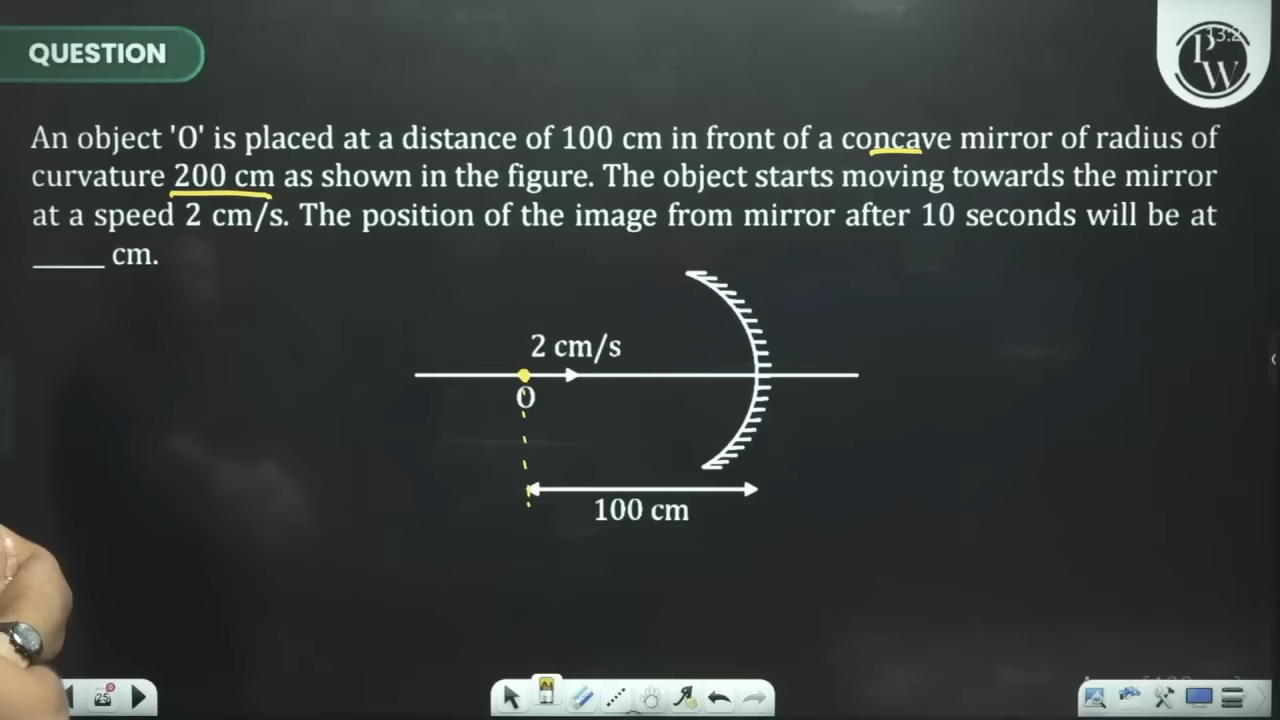 QUESTION
An object 'O' is placed at a distance of 100 cm in front of a concave mirror of radius of
curvature 200 cm as shown in the figure. The object starts moving towards the mirror
at a speed 2 cm/s. The position of the image from mirror after 10 seconds will be at
_____ cm.
2 cm/s
O
100 cm
PW
25